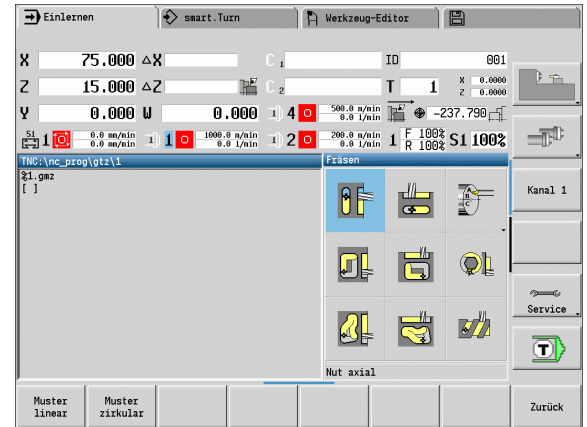 Einlernen smart.Turn Werkzeug-Editor
X 75.000 ΔX C 1 ID 001
Z 15.000 ΔZ C 2 T 1 X 0.0000 Z 0.0000
Y 0.000 U 0.000 4 500.0 m/min 0.0 1/min -237.790
S1 1 0.0 mm/min 0.0 mm/min 1 1000.0 m/min 0.0 1/min 2 200.0 m/min 0.0 1/min 1 F 100% R 100% S1 100%
TNC:\nc_prog\gtz\1 Fräsen
%1.gmz
[ ]
A
B
C
Kanal 1
Service
T
Nut axial
Muster linear Muster zirkular Zurück